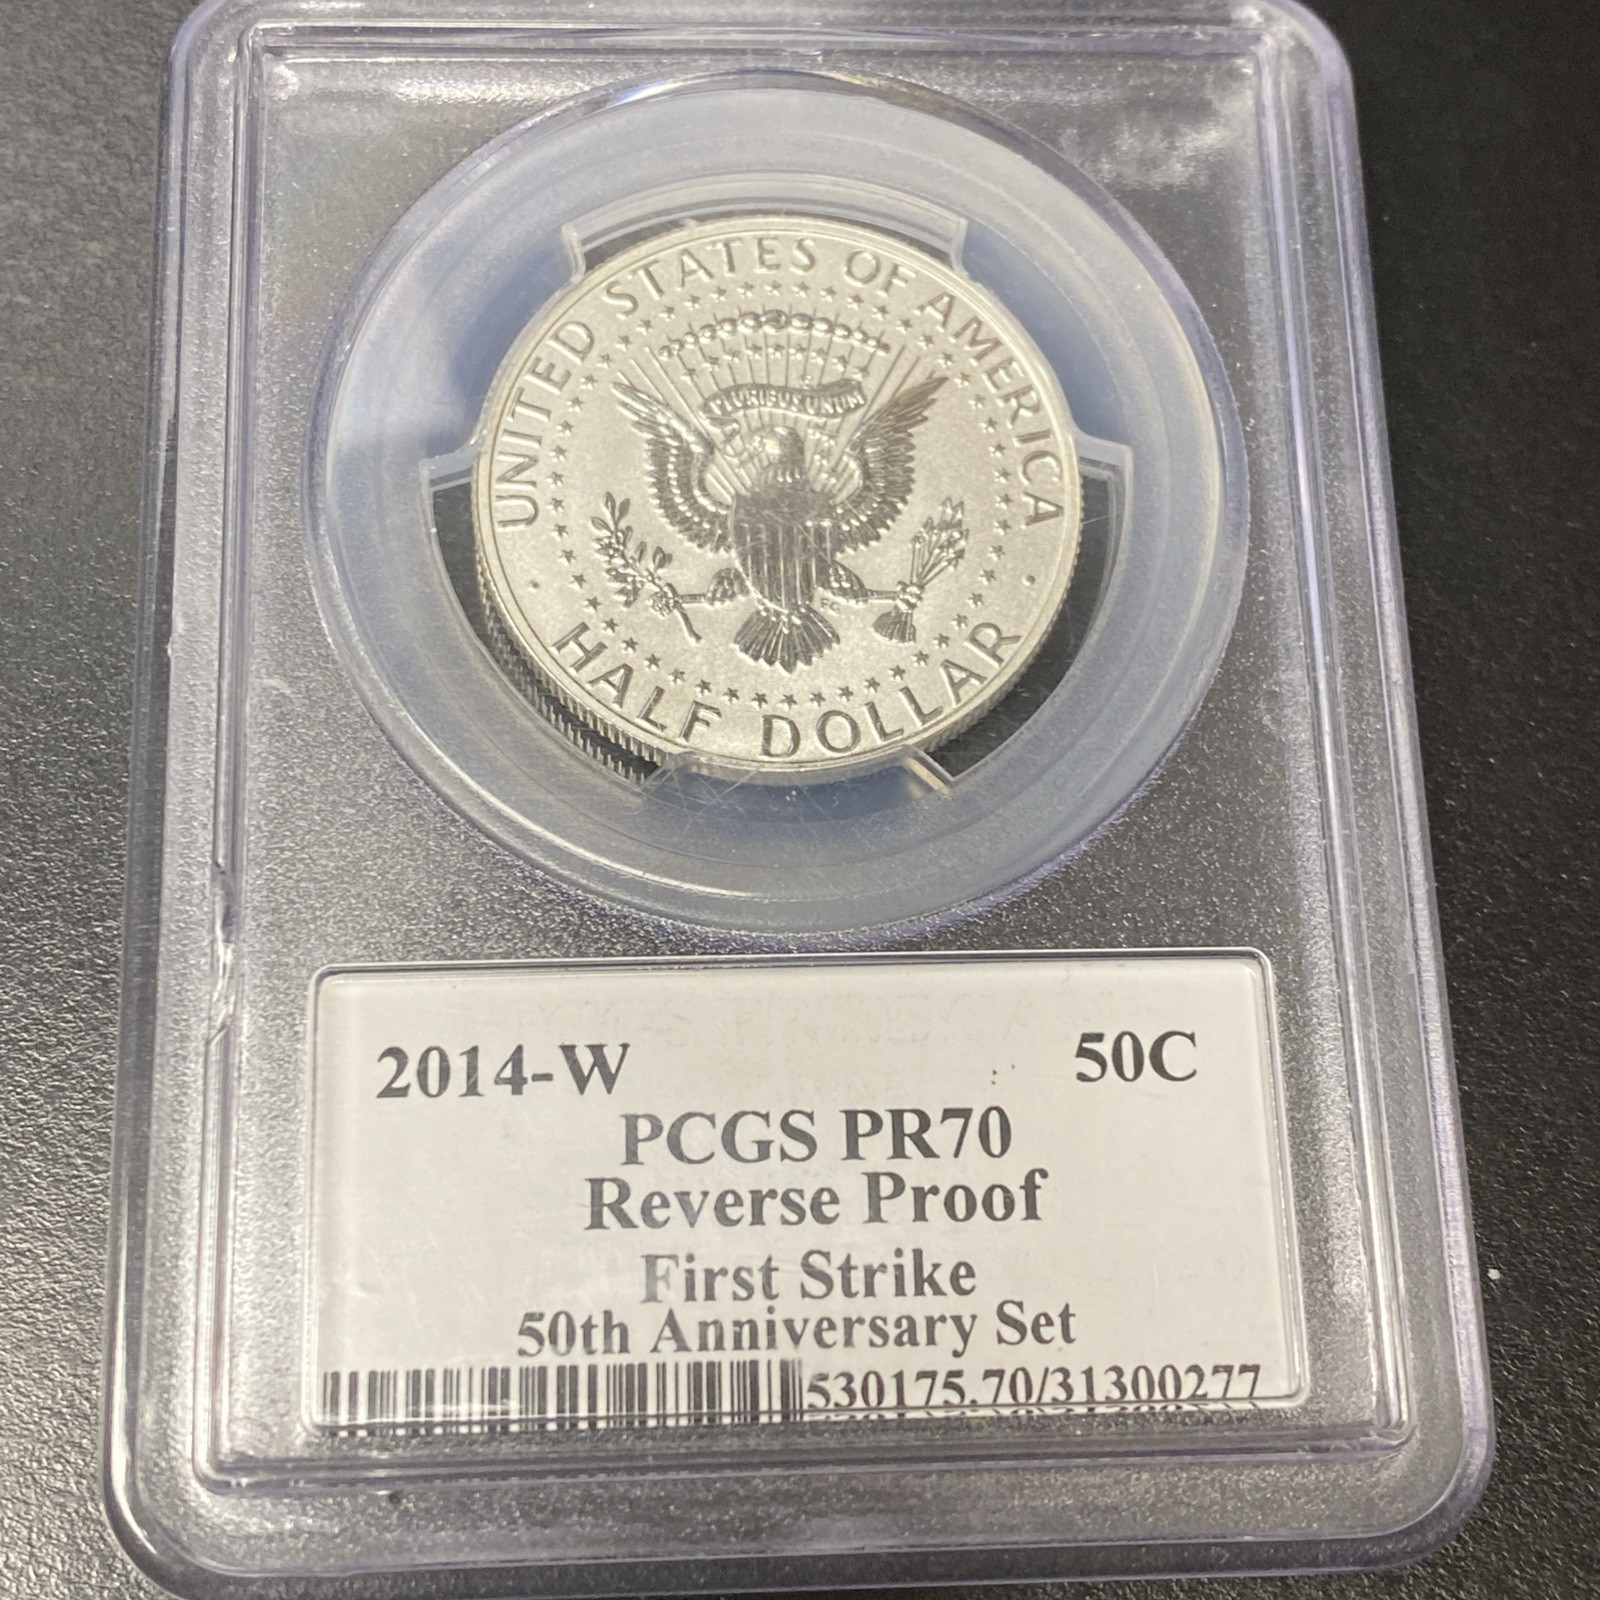 UNITED STATES OF AMERICA
PLURIBUS UNUM
FG
HALF DOLLAR
2014-W 50C
PCGS PR70
Reverse Proof
First Strike
50th Anniversary Set
530175.70/31300277